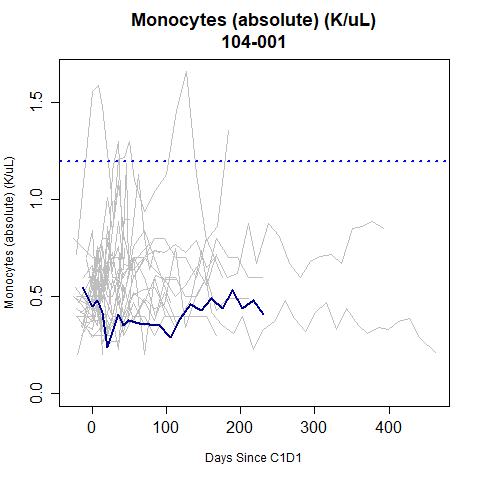 Monocytes (absolute) (K/uL)
104-001
Monocytes (absolute) (K/uL)
1.5
1.0
0.5
0.0
0 100 200 300 400
Days Since C1D1